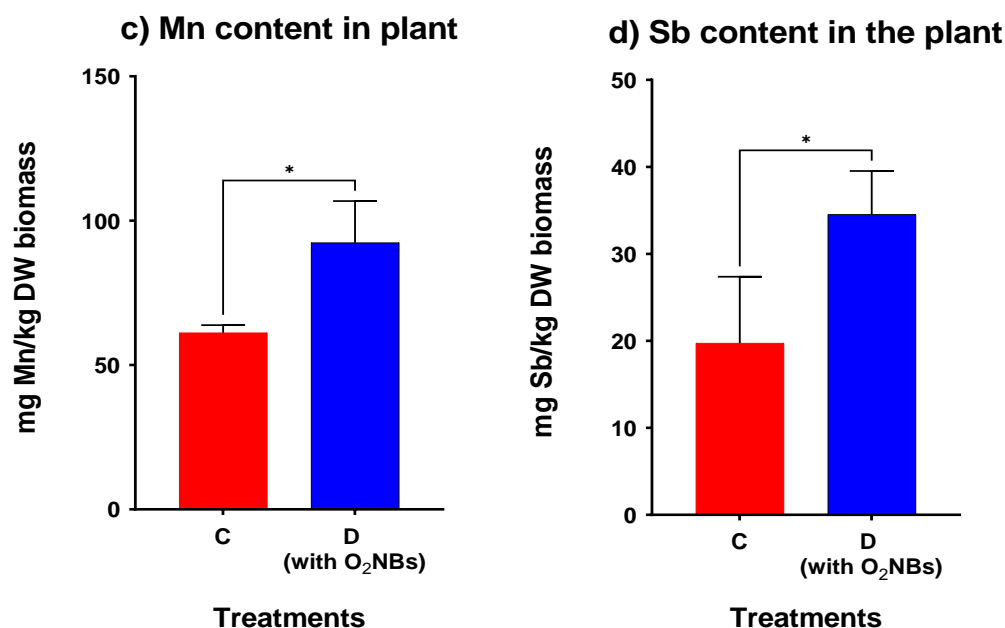 c) Mn content in plant
mg Mn/kg DW biomass
150
100
50
0
*
C
D
(with O₂NBs)
Treatments
d) Sb content in the plant
mg Sb/kg DW biomass
50
40
30
20
10
0
*
C
D
(with O₂NBs)
Treatments